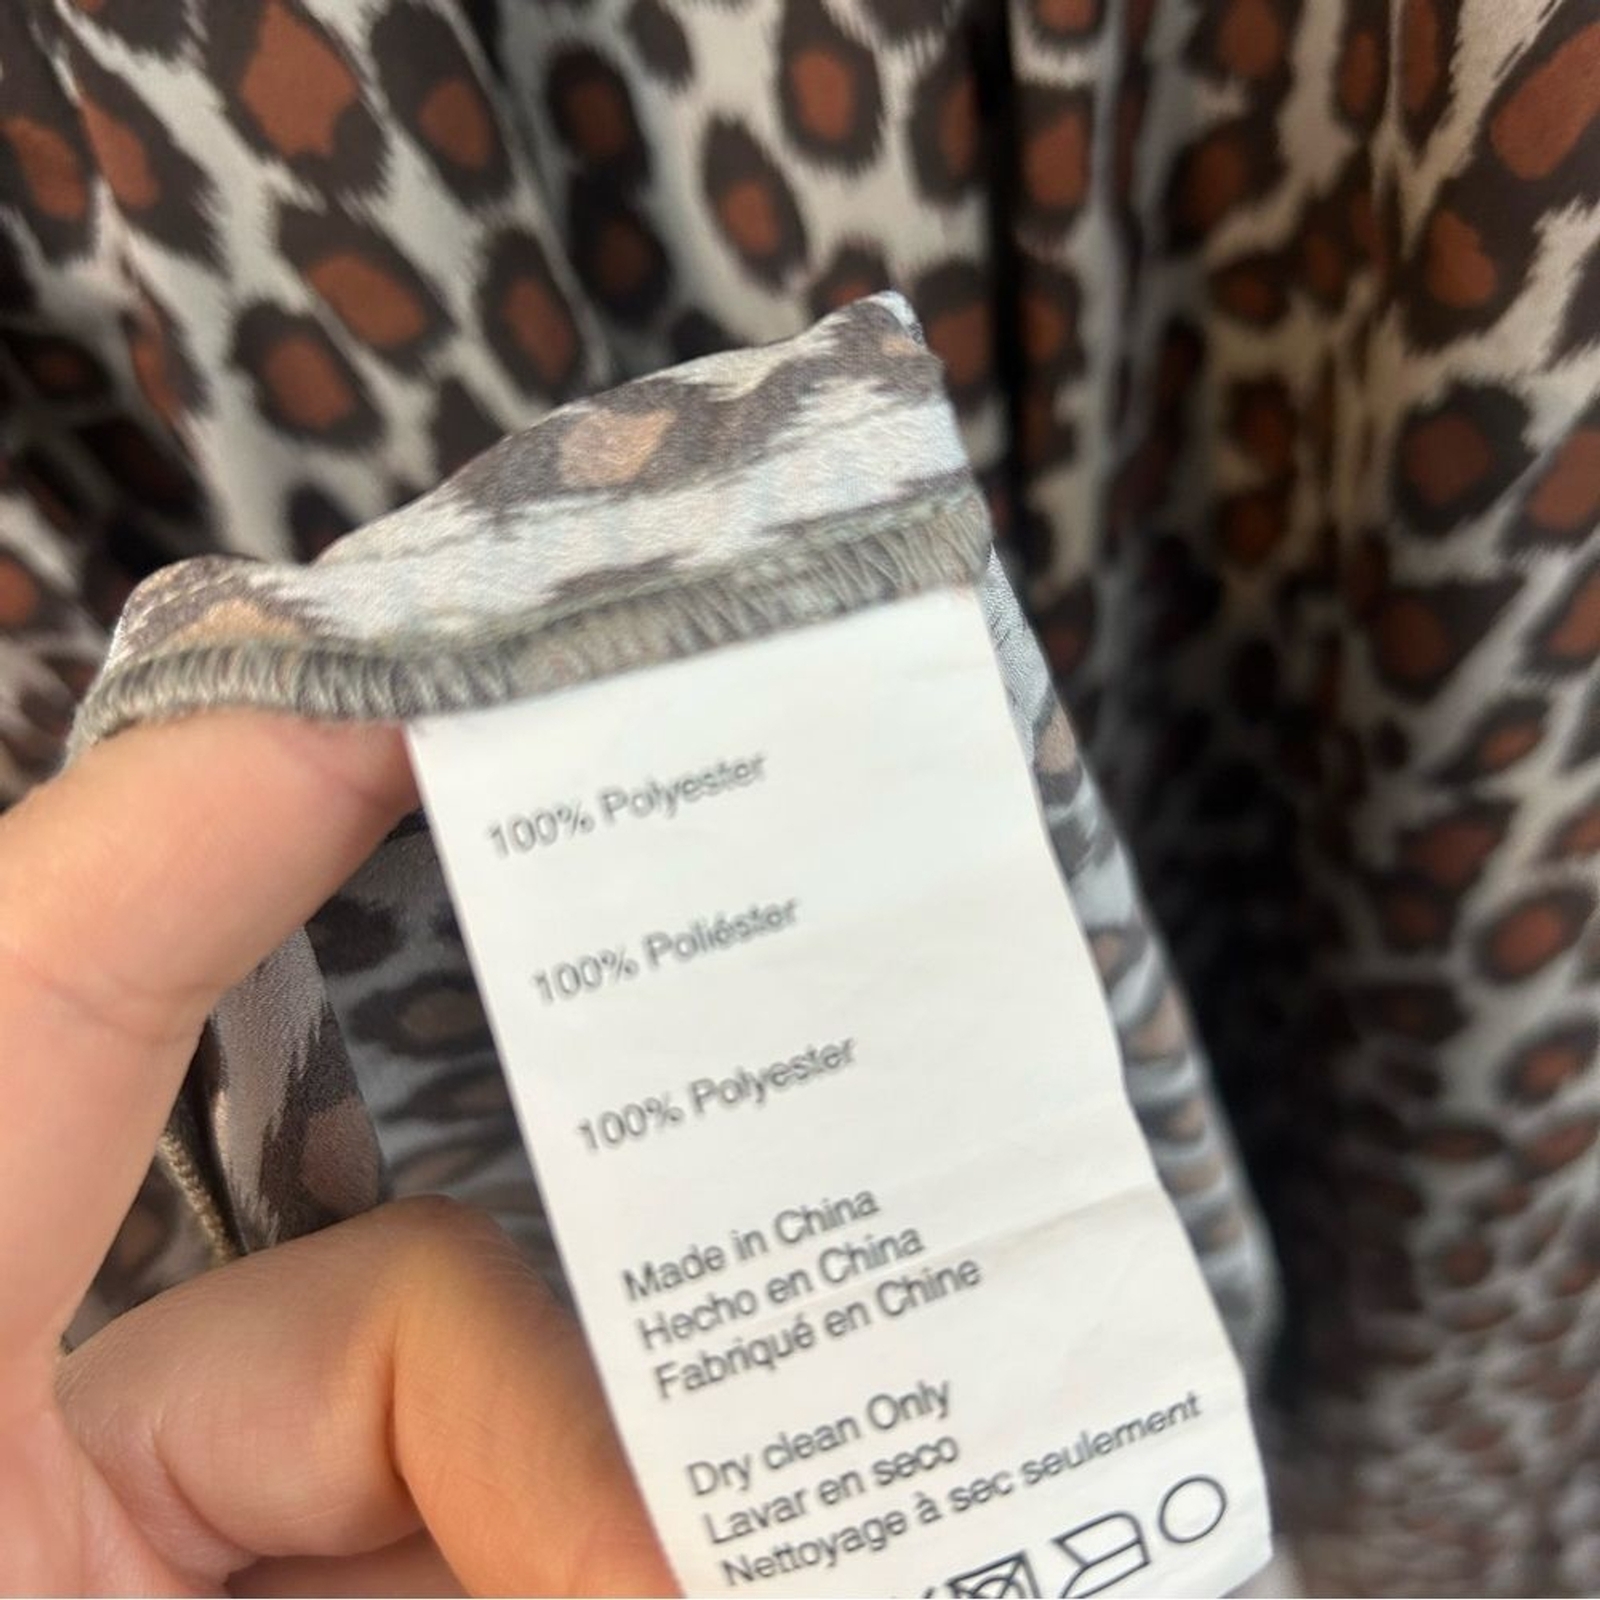 100% Polyester
100% Poliéster
100% Polyester
Made in China
Hecho en China
Fabriqué en Chine
Dry clean Only
Lavar en seco
Nettoyage à sec seulement